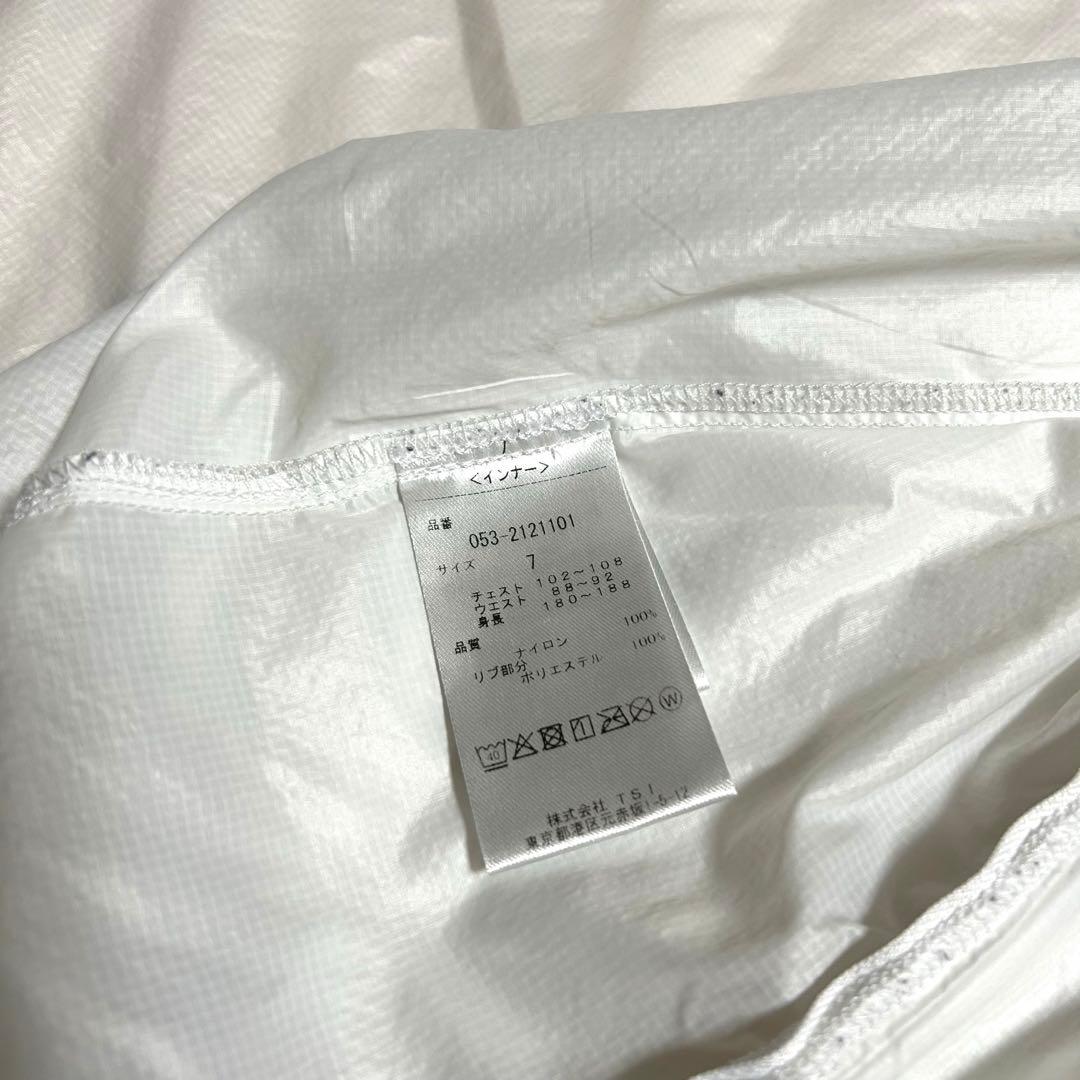 <インナー>
品番
053-2121101
サイズ 7
チェスト 102~108
ウエスト 88~92
身長 180~188
品質
ナイロン 100%
リブ部分
ポリエステル 100%
40 W
株式会社 TSI
東京都港区元赤坂1-5-12